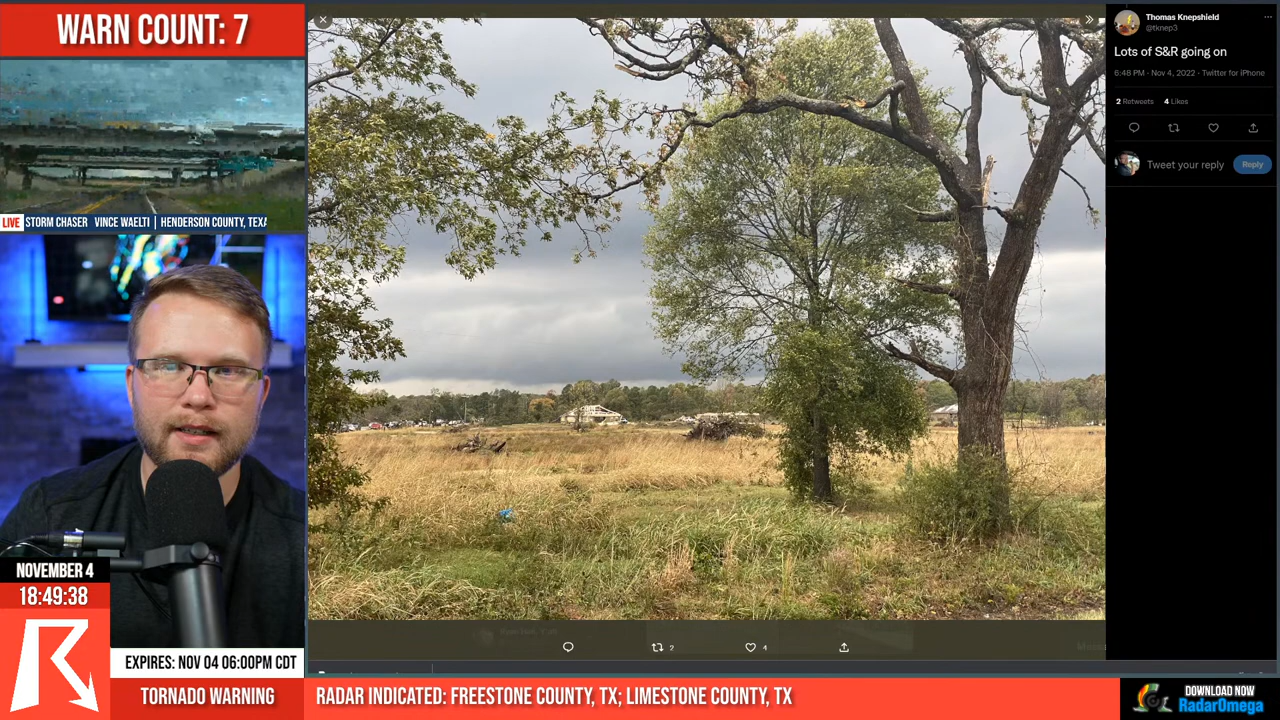 WARN COUNT: 7
LIVE STORM CHASER VINCE WAELTI | HENDERSON COUNTY, TEXA
NOVEMBER 4
18:49:38
EXPIRES: NOV 04 06:00PM CDT
TORNADO WARNING
RADAR INDICATED: FREESTONE COUNTY, TX; LIMESTONE COUNTY, TX
2
4
Thomas Knepshield
@tknep3
Lots of S&R going on
6:48 PM · Nov 4, 2022 · Twitter for iPhone
2 Retweets 4 Likes
Tweet your reply
Reply
DOWNLOAD NOW
RadarOmega